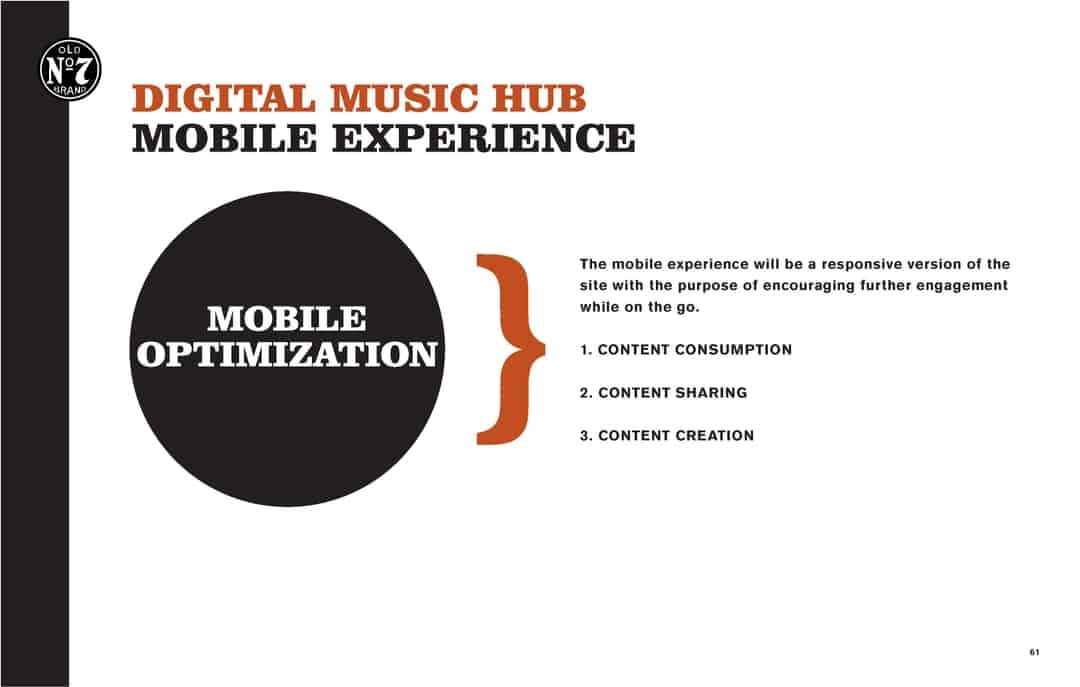 OLD
Nº7
BRAND
DIGITAL MUSIC HUB
MOBILE EXPERIENCE
MOBILE
OPTIMIZATION
}
The mobile experience will be a responsive version of the
site with the purpose of encouraging further engagement
while on the go.
1. CONTENT CONSUMPTION
2. CONTENT SHARING
3. CONTENT CREATION
61